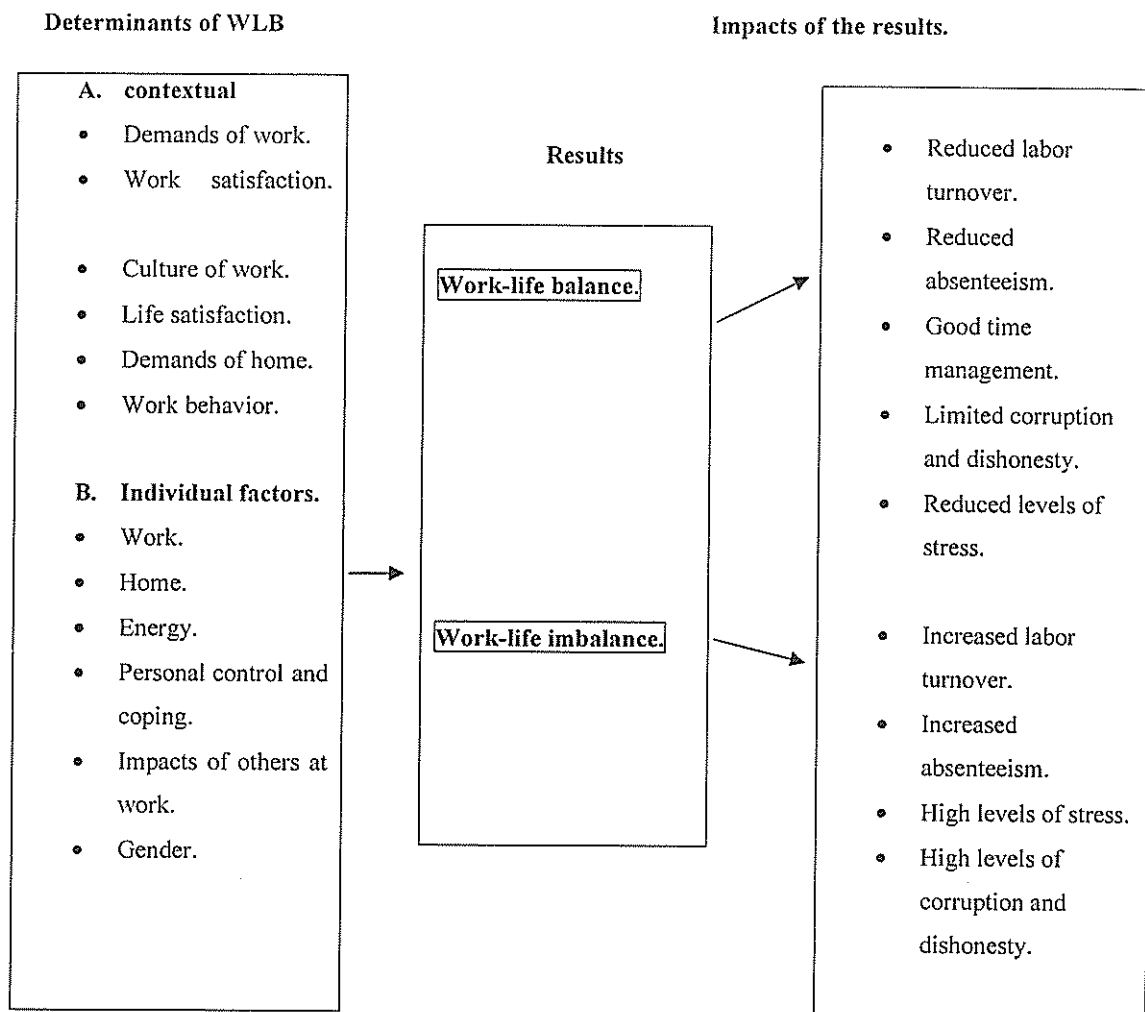 Determinants of WLB
Impacts of the results.
A. contextual
• Demands of work.
• Work satisfaction.
• Culture of work.
• Life satisfaction.
• Demands of home.
• Work behavior.
B. Individual factors.
• Work.
• Home.
• Energy.
• Personal control and
coping.
• Impacts of others at
work.
• Gender.
Results
Work-life balance.
Work-life imbalance.
• Reduced labor
turnover.
• Reduced
absenteeism.
• Good time
management.
• Limited corruption
and dishonesty.
• Reduced levels of
stress.
• Increased labor
turnover.
• Increased
absenteeism.
• High levels of stress.
• High levels of
corruption and
dishonesty.